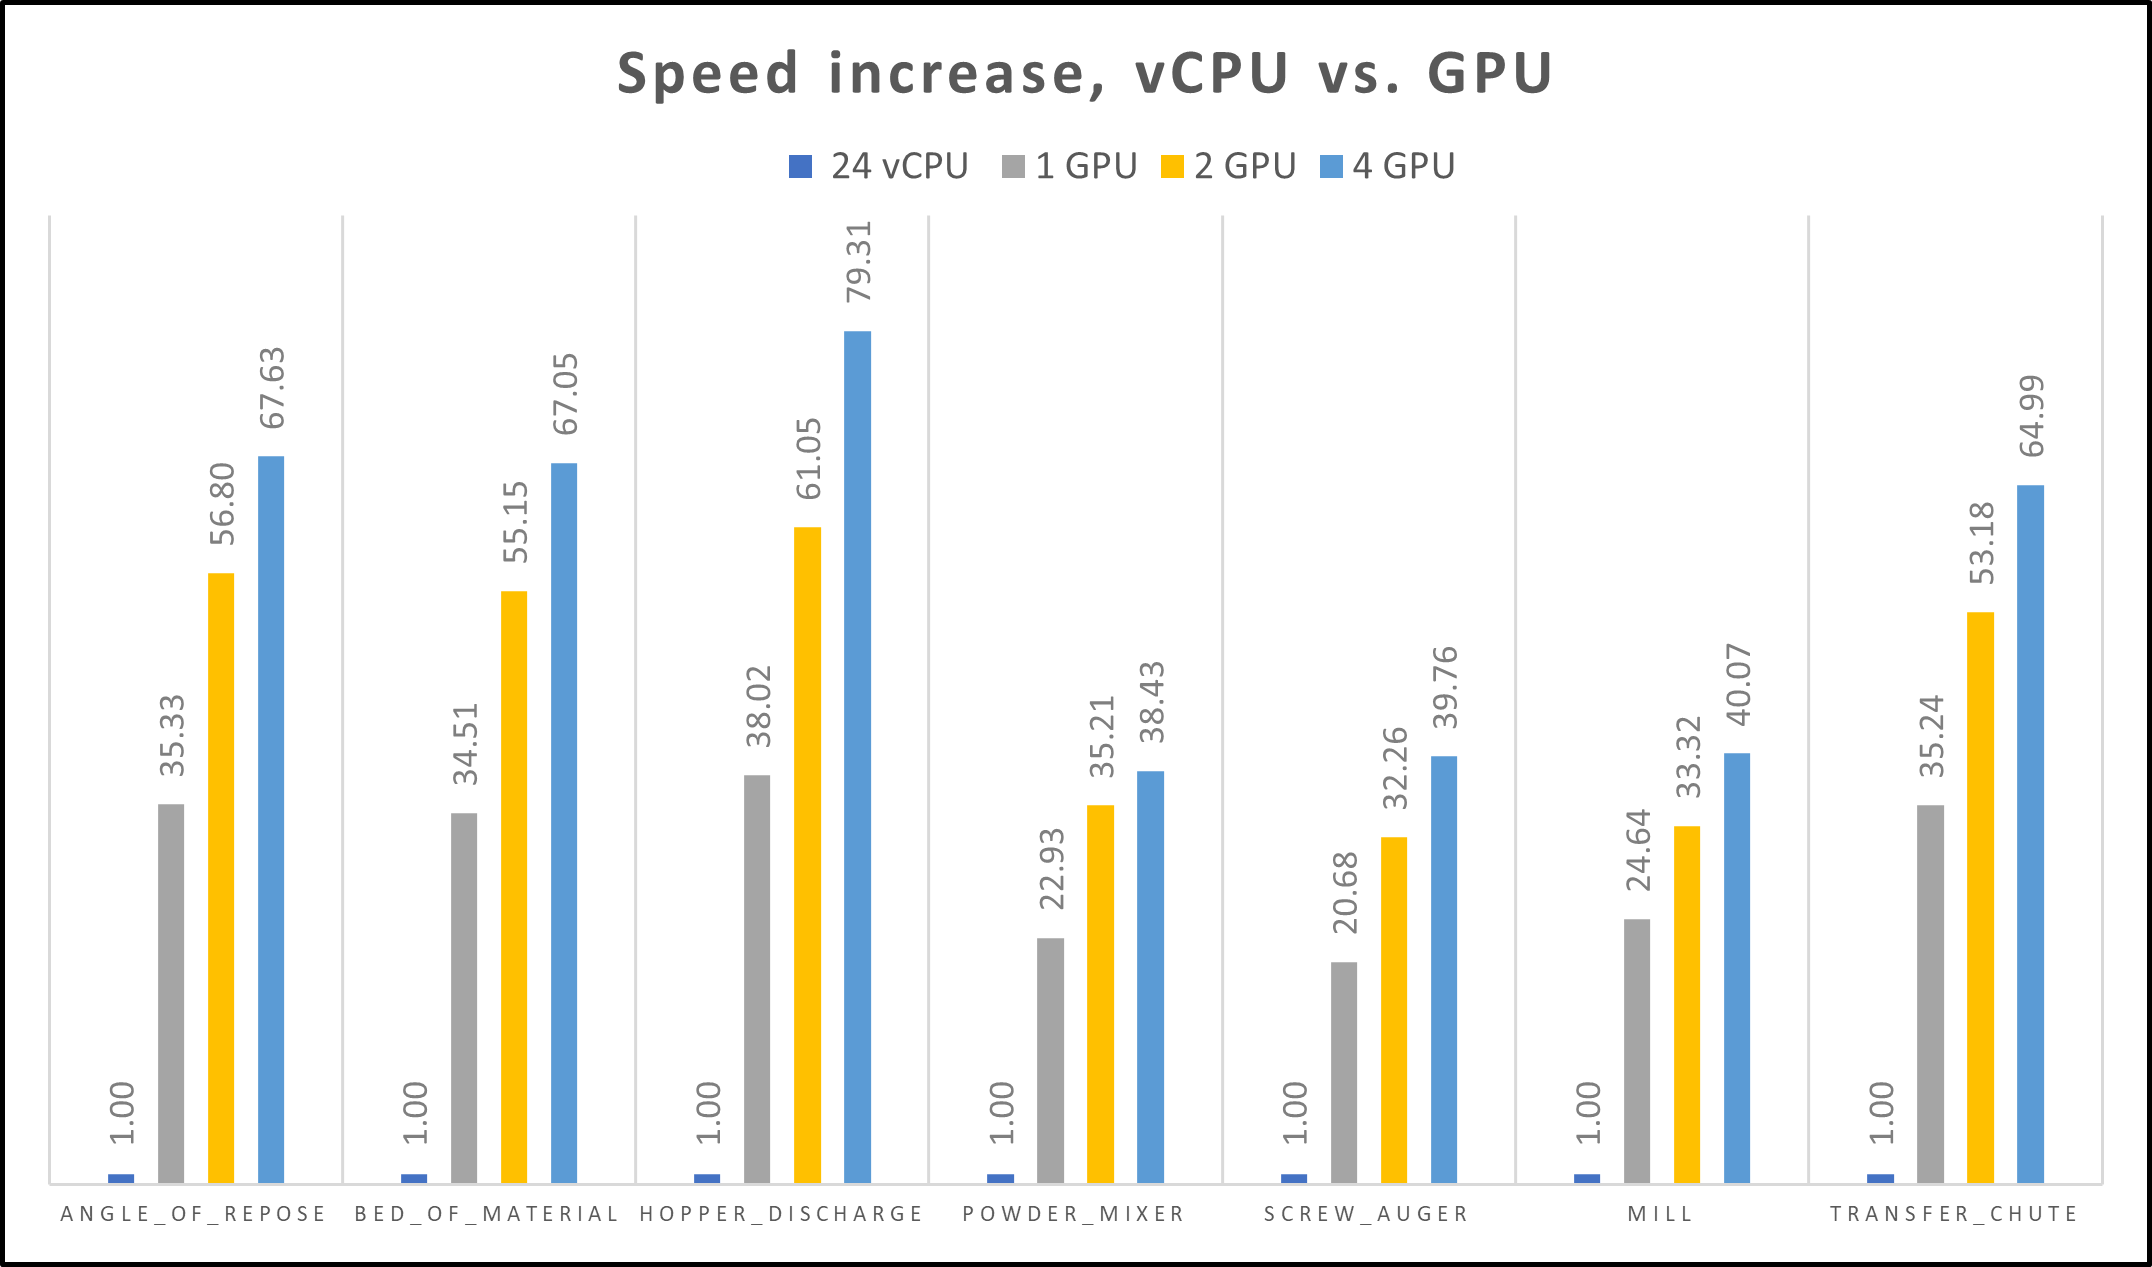 Speed increase, vCPU vs. GPU
24 vCPU 1 GPU 2 GPU 4 GPU
1.00 35.33 56.80 67.63
1.00 34.51 55.15 67.05
1.00 38.02 61.05 79.31
1.00 22.93 35.21 38.43
1.00 20.68 32.26 39.76
1.00 24.64 33.32 40.07
1.00 35.24 53.18 64.99
ANGLE_OF_REPOSE BED_OF_MATERIAL HOPPER_DISCHARGE POWDER_MIXER SCREW_AUGER MILL TRANSFER_CHUTE